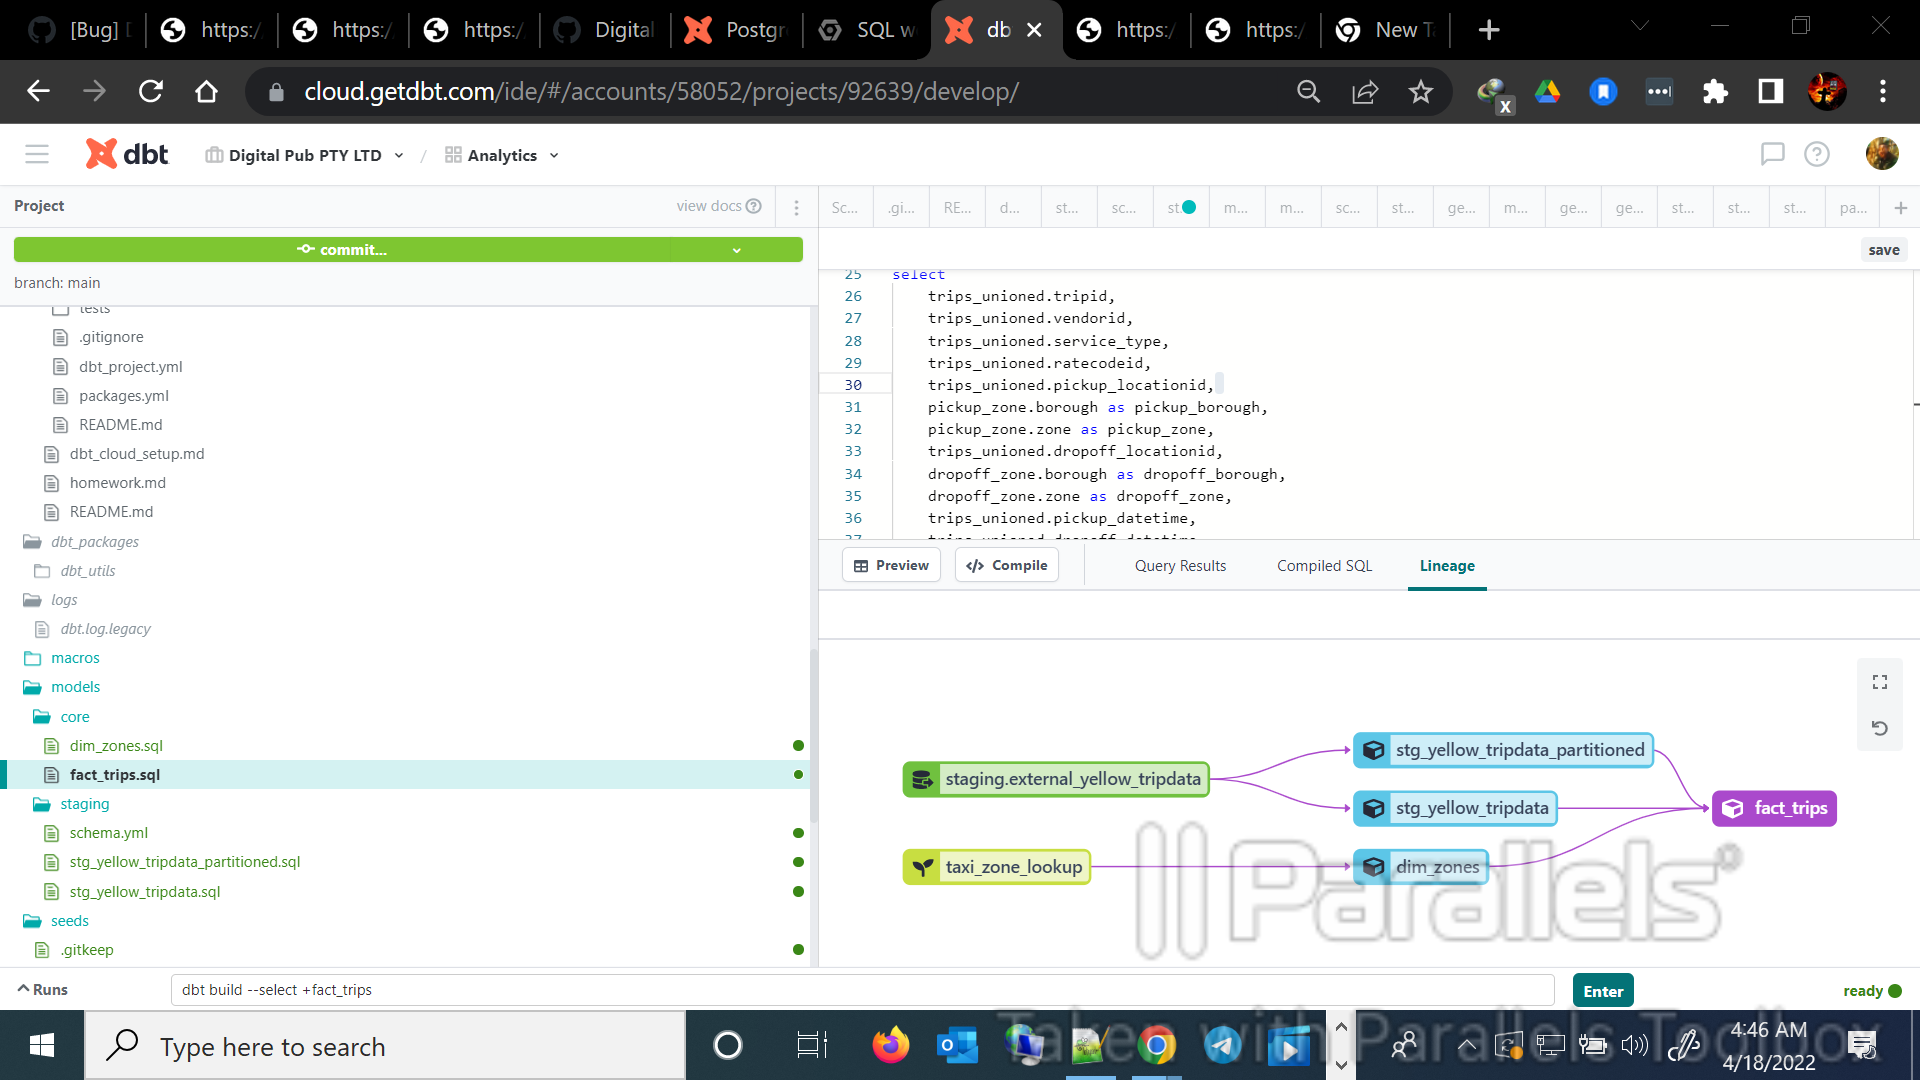 [Bug] D
https:/
https:/
https:/
Digital
Postgr
SQL w
db
https:/
https:/
New T
cloud.getdbt.com/ide/#/accounts/58052/projects/92639/develop/
X
dbt
Digital Pub PTY LTD / Analytics
Project
view docs
Sc...
.gi...
RE...
d...
st...
sc...
st
m...
m...
sc...
st...
ge...
m...
ge...
ge...
st...
st...
st...
pa...
+
commit...
save
branch: main
tests
.gitignore
dbt_project.yml
packages.yml
README.md
dbt_cloud_setup.md
homework.md
README.md
dbt_packages
dbt_utils
logs
dbt.log.legacy
macros
models
core
dim_zones.sql
fact_trips.sql
staging
schema.yml
stg_yellow_tripdata_partitioned.sql
stg_yellow_tripdata.sql
seeds
.gitkeep
25 select
26 trips_unioned.tripid,
27 trips_unioned.vendorid,
28 trips_unioned.service_type,
29 trips_unioned.ratecodeid,
30 trips_unioned.pickup_locationid,
31 pickup_zone.borough as pickup_borough,
32 pickup_zone.zone as pickup_zone,
33 trips_unioned.dropoff_locationid,
34 dropoff_zone.borough as dropoff_borough,
35 dropoff_zone.zone as dropoff_zone,
36 trips_unioned.pickup_datetime,
37 trips_unioned.dropoff_datetime
Preview
</> Compile
Query Results
Compiled SQL
Lineage
stg_yellow_tripdata_partitioned
staging.external_yellow_tripdata
stg_yellow_tripdata
fact_trips
taxi_zone_lookup
dim_zones
Parallels®
Runs
dbt build --select +fact_trips
Enter
ready
Taken with Parallels Toolbox
Type here to search
4:46 AM
4/18/2022